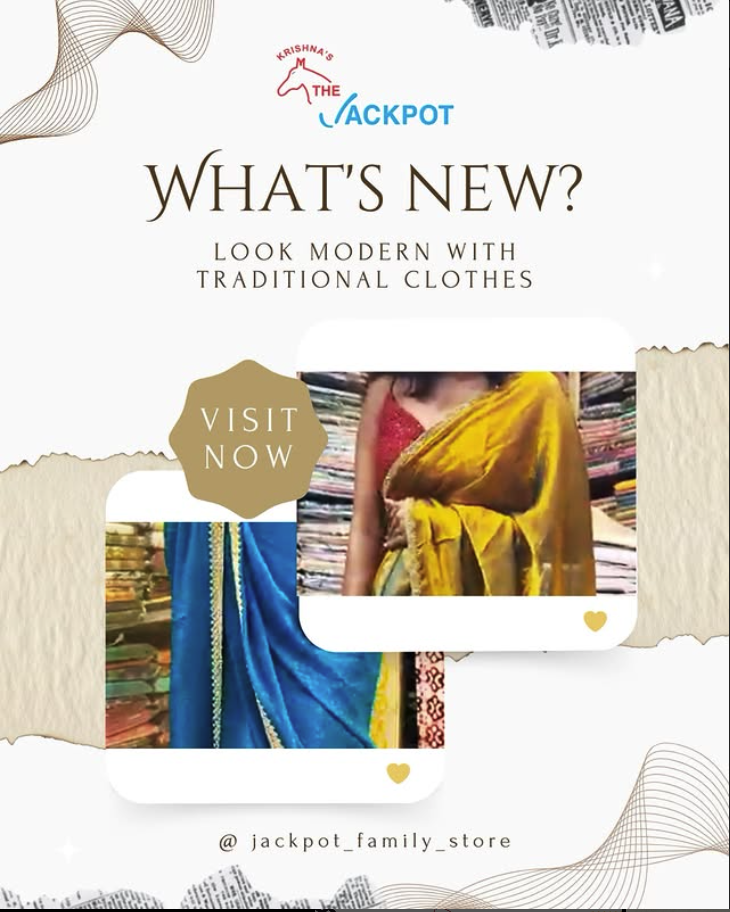 KRISHNA'S
THE
JACKPOT
WHAT'S NEW?
LOOK MODERN WITH
TRADITIONAL CLOTHES
VISIT
NOW
@ jackpot_family_store